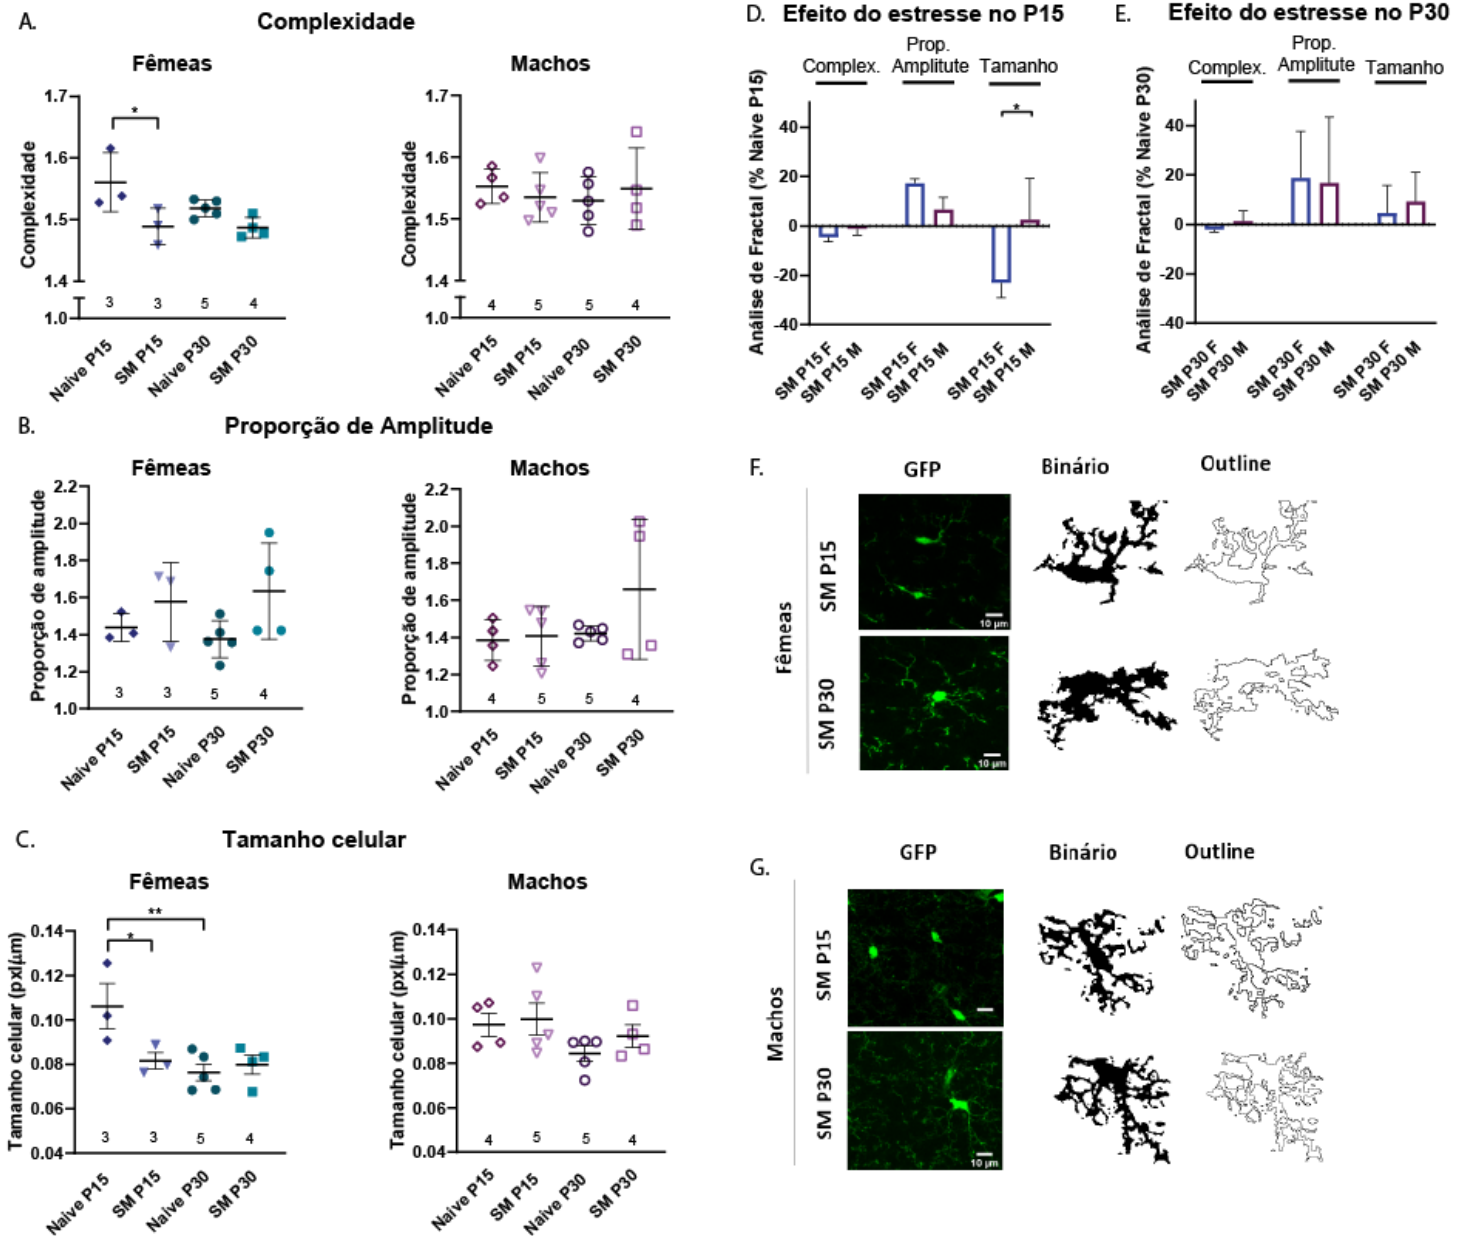 A.
Complexidade
Fêmeas
Complexidade
1.7
1.6
1.5
1.4
1.0
*
3
3
5
4
Naive P15
SM P15
Naive P30
SM P30
Machos
Complexidade
1.7
1.6
1.5
1.4
1.0
4
5
5
4
Naive P15
SM P15
Naive P30
SM P30
B.
Proporção de Amplitude
Fêmeas
Proporção de amplitude
2.2
2.0
1.8
1.6
1.4
1.2
1.0
3
3
5
4
Naive P15
SM P15
Naive P30
SM P30
Machos
Proporção de amplitude
2.2
2.0
1.8
1.6
1.4
1.2
1.0
4
5
5
4
Naive P15
SM P15
Naive P30
SM P30
C.
Tamanho celular
Fêmeas
Tamanho celular (pxl/µm)
0.14
0.12
0.10
0.08
0.06
0.04
**
*
3
3
5
4
Naive P15
SM P15
Naive P30
SM P30
Machos
Tamanho celular (pxl/µm)
0.14
0.12
0.10
0.08
0.06
0.04
4
5
5
4
Naive P15
SM P15
Naive P30
SM P30
D.
Efeito do estresse no P15
Complex.
Prop.
Amplitute
Tamanho
Análise de Fractal (% Naive P15)
40
20
0
-20
-40
*
SM P15 F
SM P15 M
SM P15 F
SM P15 M
SM P15 F
SM P15 M
E.
Efeito do estresse no P30
Complex.
Prop.
Amplitute
Tamanho
Análise de Fractal (% Naive P30)
40
20
0
-20
-40
SM P30 F
SM P30 M
SM P30 F
SM P30 M
SM P30 F
SM P30 M
F.
GFP
Binário
Outline
Fêmeas
SM P15
10 µm
SM P30
10 µm
G.
GFP
Binário
Outline
Machos
SM P15
SM P30
10 µm